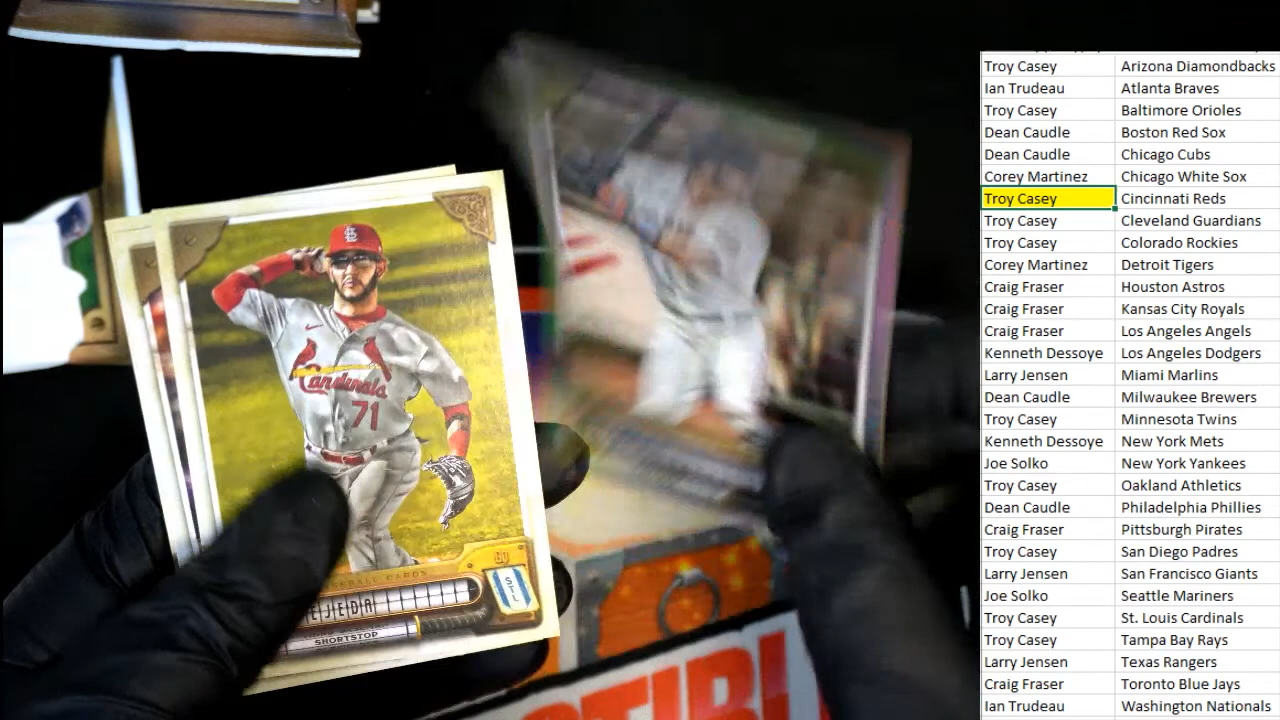 Troy Casey Arizona Diamondbacks
Ian Trudeau Atlanta Braves
Troy Casey Baltimore Orioles
Dean Caudle Boston Red Sox
Dean Caudle Chicago Cubs
Corey Martinez Chicago White Sox
Troy Casey Cincinnati Reds
Troy Casey Cleveland Guardians
Troy Casey Colorado Rockies
Corey Martinez Detroit Tigers
Craig Fraser Houston Astros
Craig Fraser Kansas City Royals
Craig Fraser Los Angeles Angels
Kenneth Dessoye Los Angeles Dodgers
Larry Jensen Miami Marlins
Dean Caudle Milwaukee Brewers
Troy Casey Minnesota Twins
Kenneth Dessoye New York Mets
Joe Solko New York Yankees
Troy Casey Oakland Athletics
Dean Caudle Philadelphia Phillies
Craig Fraser Pittsburgh Pirates
Troy Casey San Diego Padres
Larry Jensen San Francisco Giants
Joe Solko Seattle Mariners
Troy Casey St. Louis Cardinals
Troy Casey Tampa Bay Rays
Larry Jensen Texas Rangers
Craig Fraser Toronto Blue Jays
Ian Trudeau Washington Nationals
Cardinals
71
BASEBALL CARDS
EJEDA
STL
SHORTSTOP